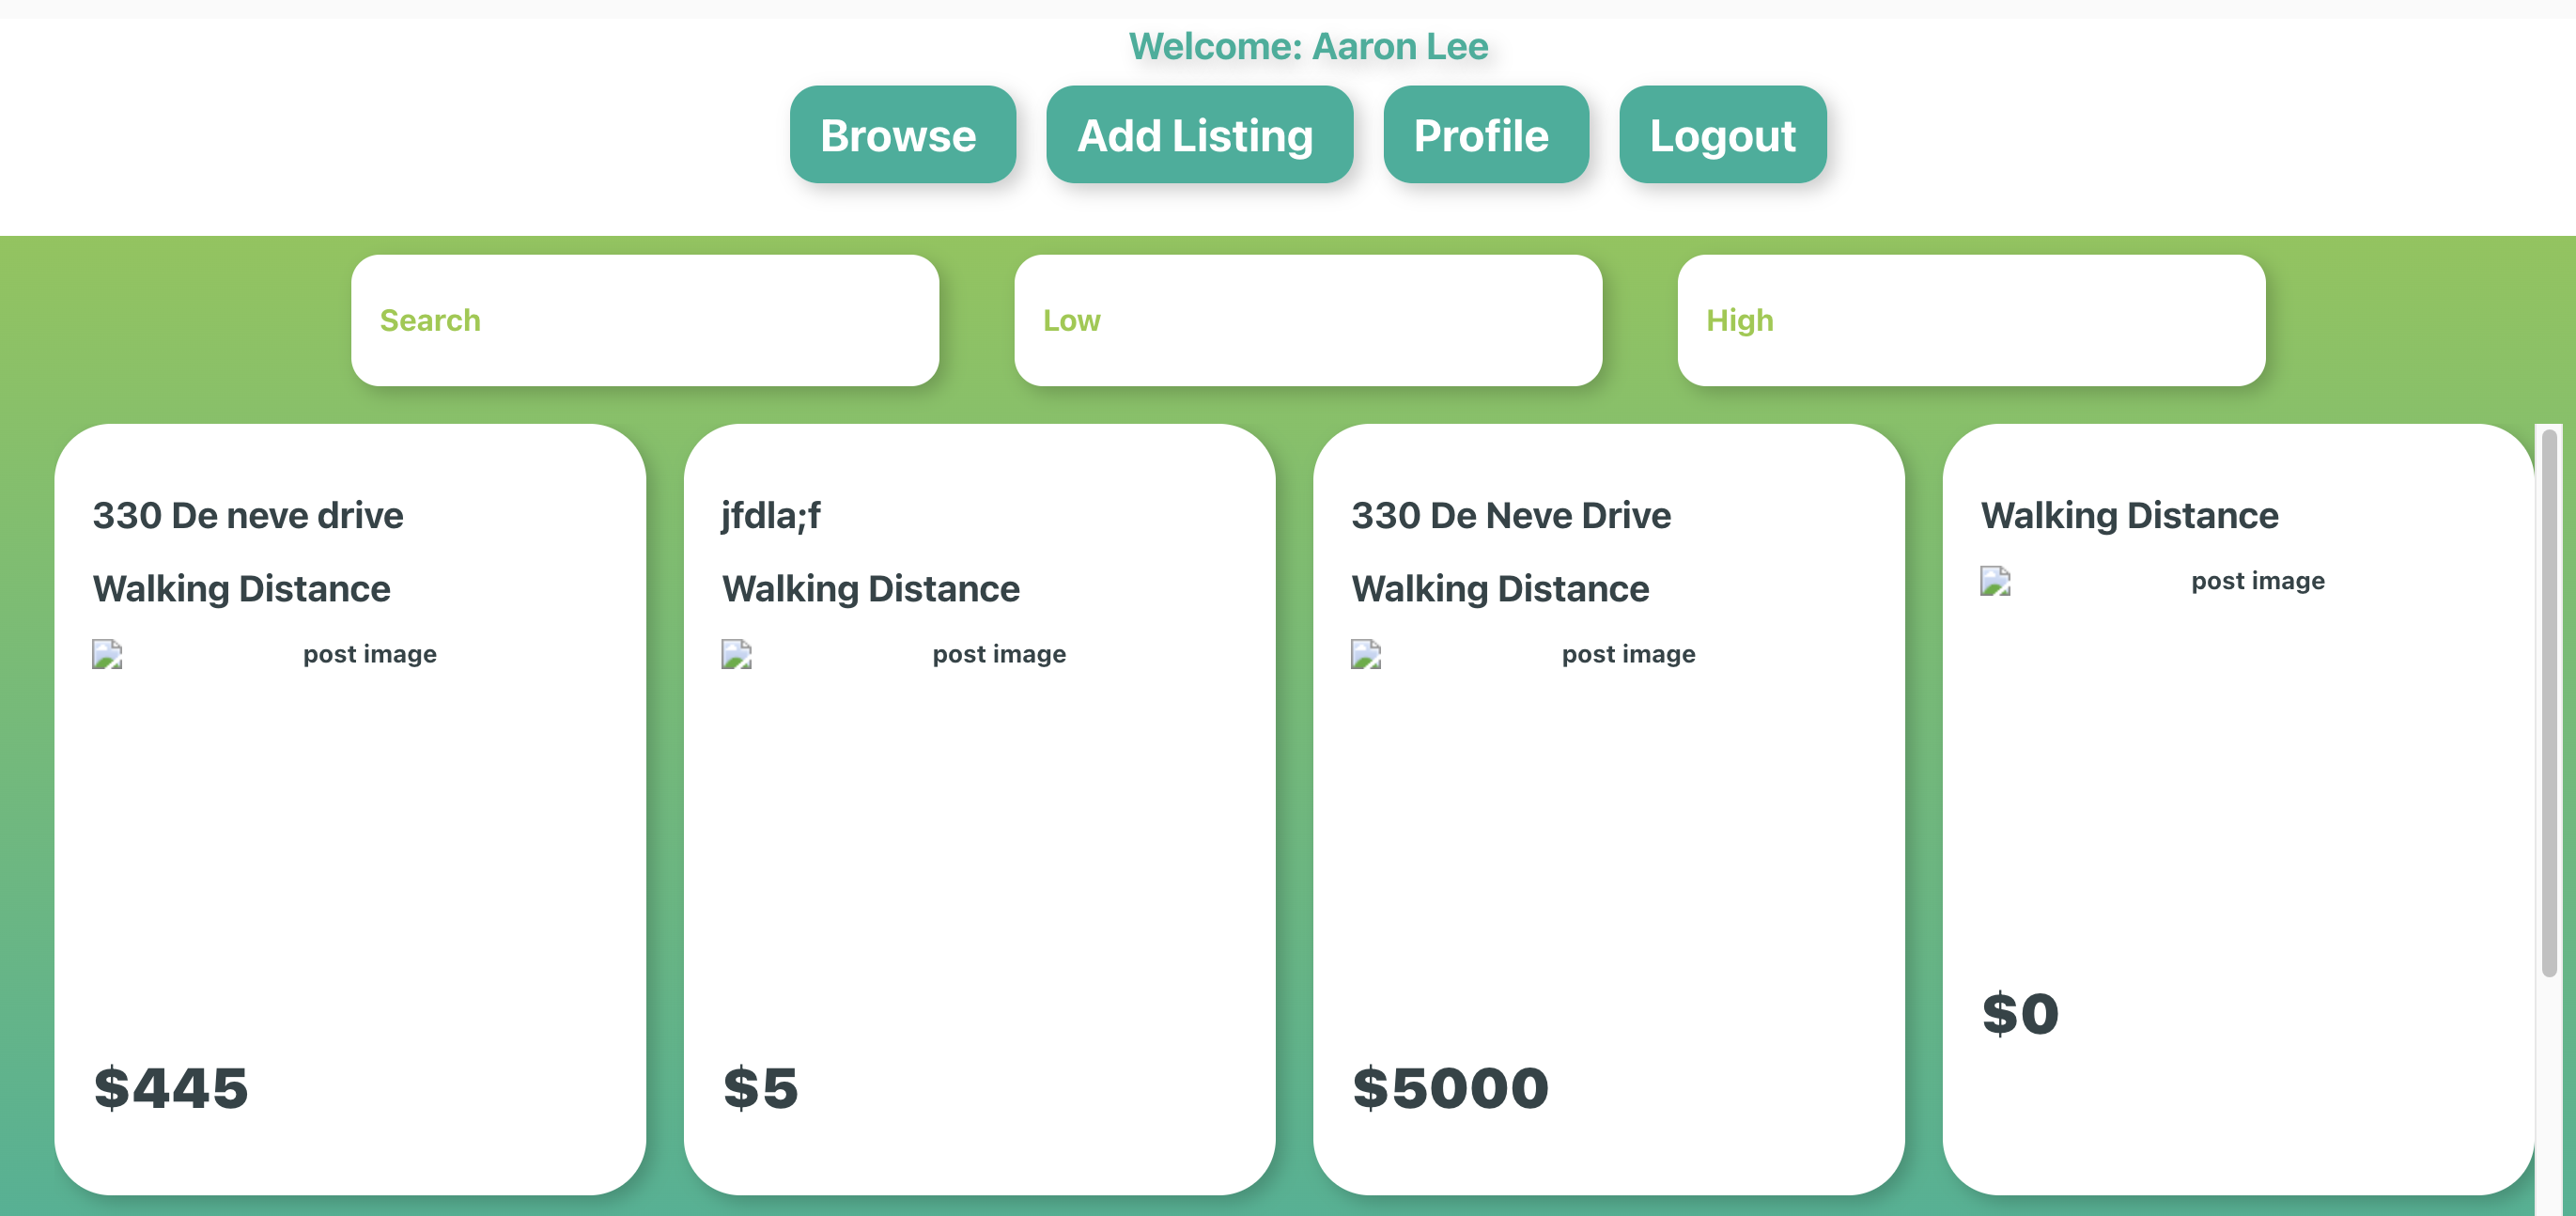 Welcome: Aaron Lee
Browse
Add Listing
Profile
Logout
Search
Low
High
330 De neve drive
Walking Distance
post image
$445
jfdla;f
Walking Distance
post image
$5
330 De Neve Drive
Walking Distance
post image
$5000
Walking Distance
post image
$0